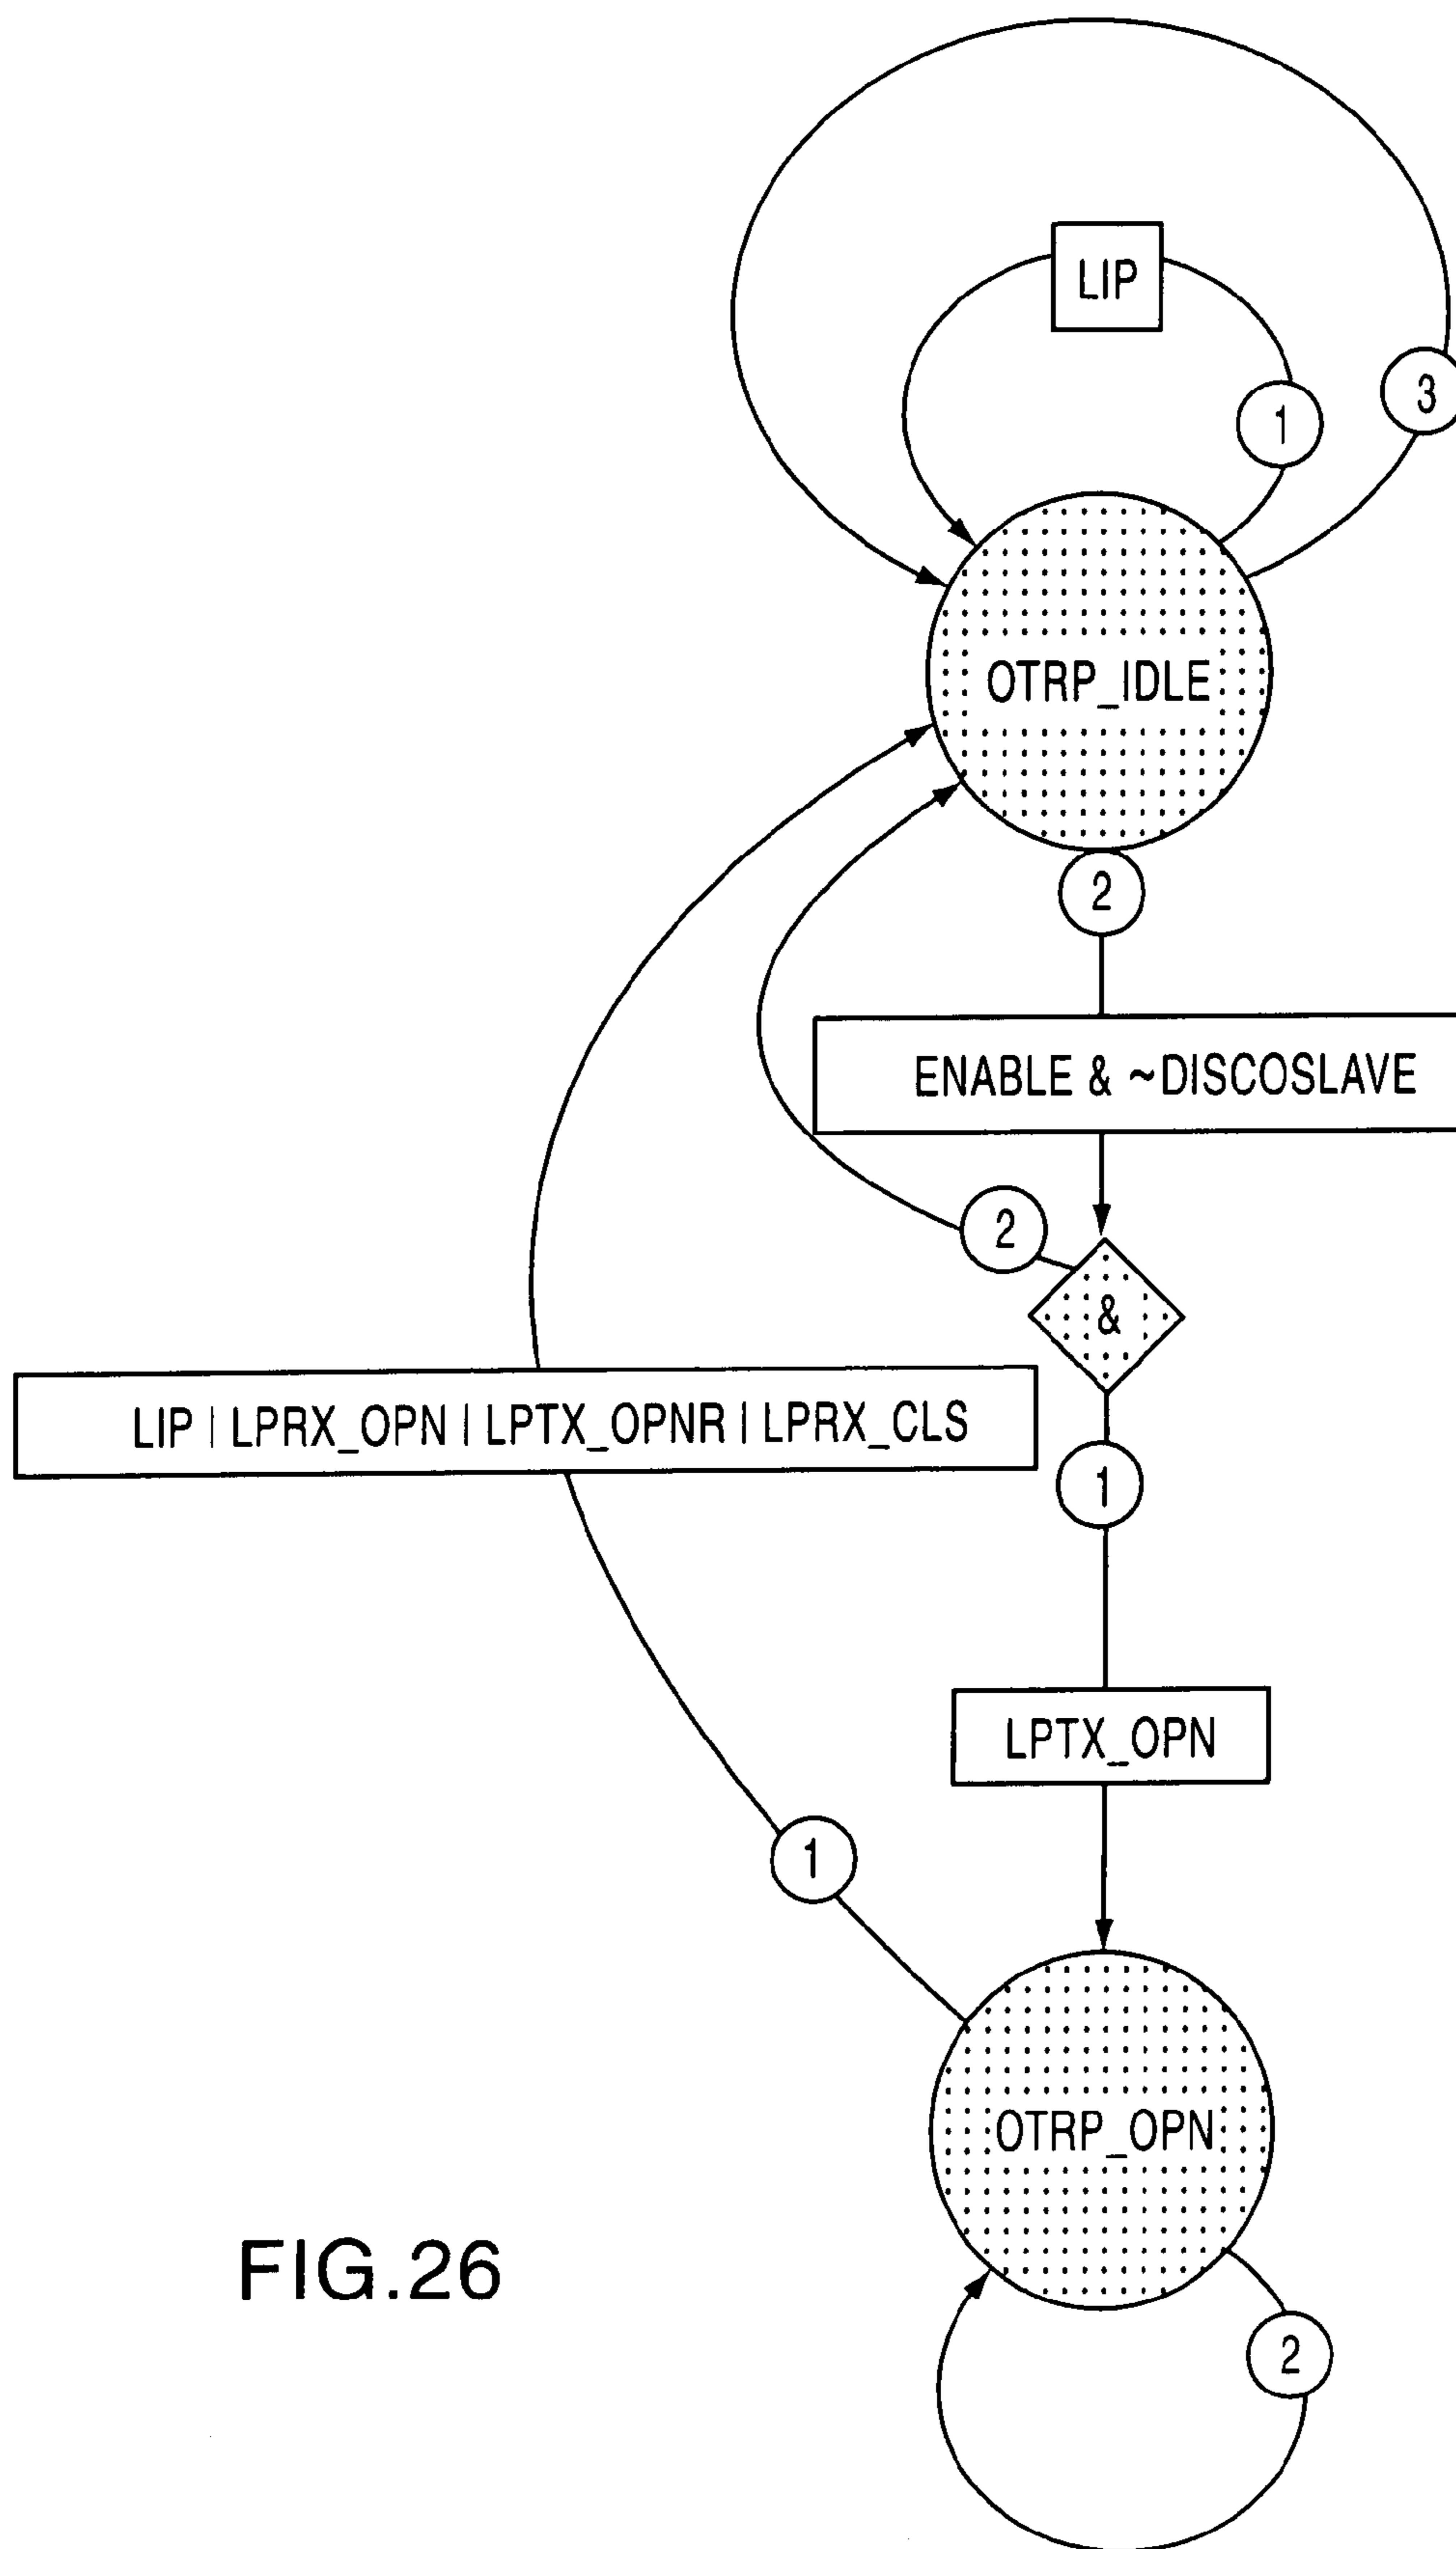 LIP
3
1
OTRP_IDLE
2
ENABLE & ~DISCOSLAVE
2
&
LIP | LPRX_OPN | LPTX_OPNR | LPRX_CLS
1
LPTX_OPN
1
OTRP_OPN
FIG.26
2